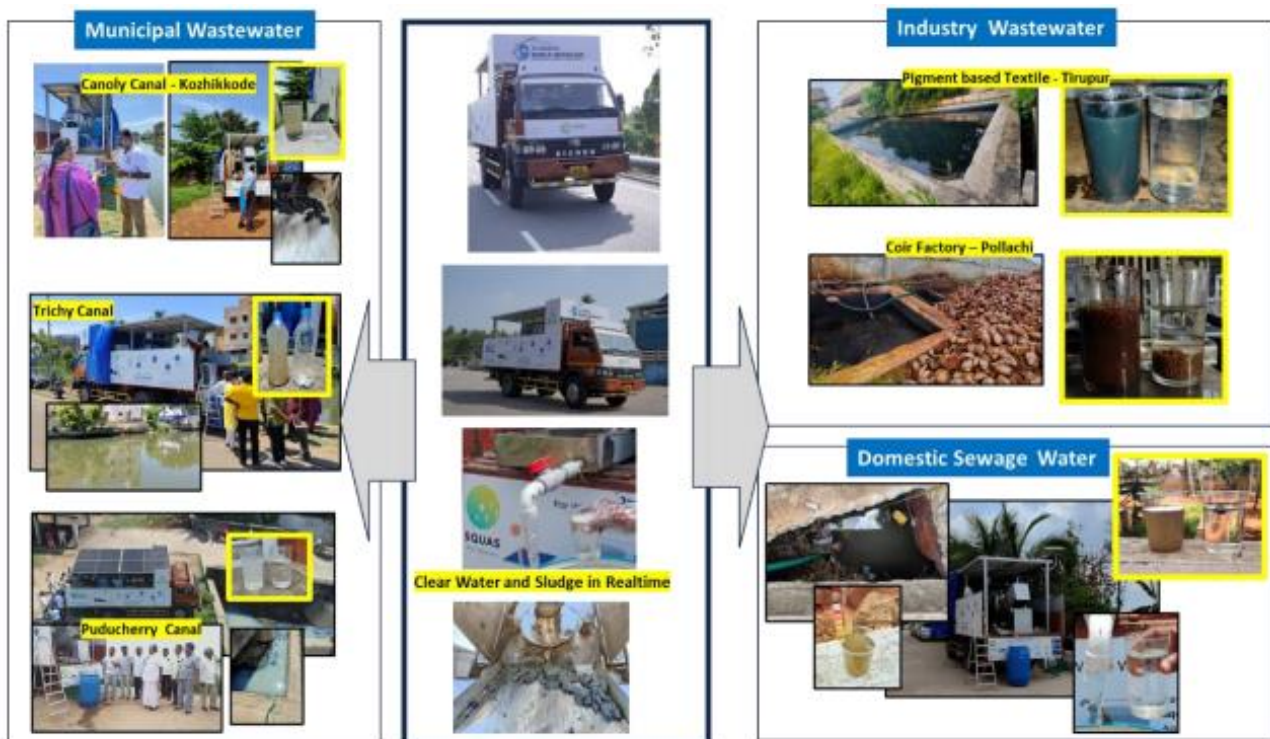 Municipal Wastewater
Canoly Canal - Kozhikkode
Trichy Canal
Puducherry Canal
EICHER
SQUAS
Clear Water and Sludge in Realtime
Industry Wastewater
Pigment based Textile - Tirupur
Coir Factory – Pollachi
Domestic Sewage Water